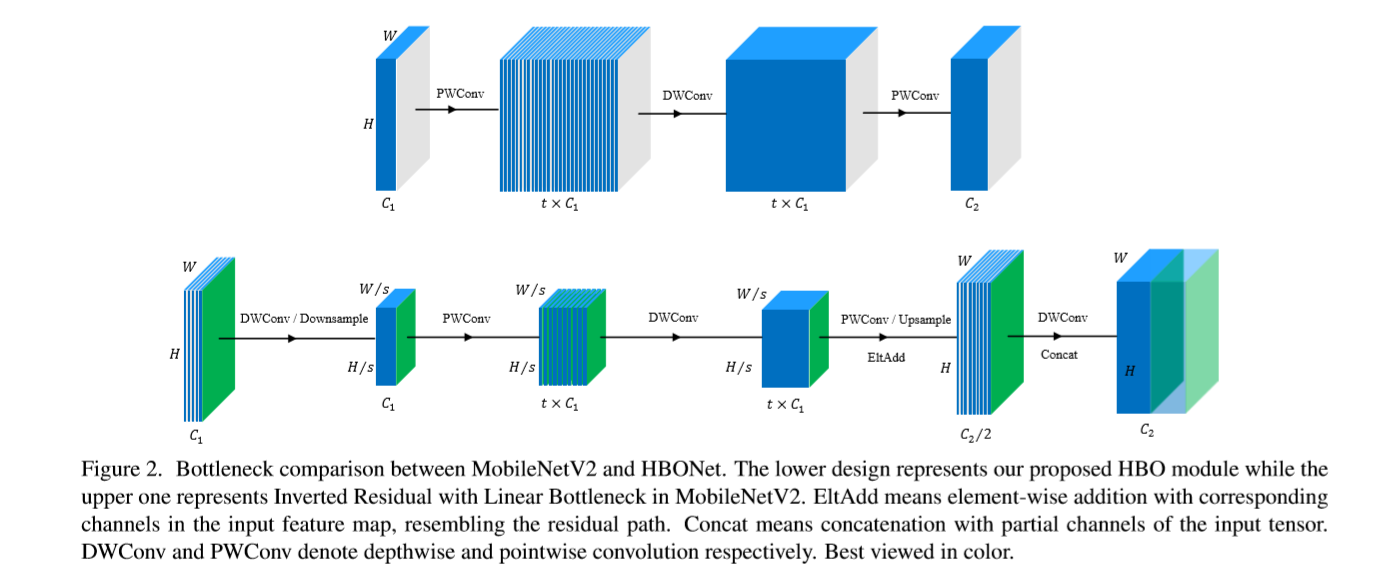 W
PWConv
DWConv
PWConv
H
C₁
t × C₁
t × C₁
C₂
W
W/s
W/s
W/s
W
W
DWConv / Downsample
PWConv
DWConv
PWConv / Upsample
DWConv
H
H/s
H/s
H/s
EltAdd
H
Concat
H
C₁
C₁
t × C₁
t × C₁
C₂/2
C₂
Figure 2. Bottleneck comparison between MobileNetV2 and HBONet. The lower design represents our proposed HBO module while the
upper one represents Inverted Residual with Linear Bottleneck in MobileNetV2. EltAdd means element-wise addition with corresponding
channels in the input feature map, resembling the residual path. Concat means concatenation with partial channels of the input tensor.
DWConv and PWConv denote depthwise and pointwise convolution respectively. Best viewed in color.